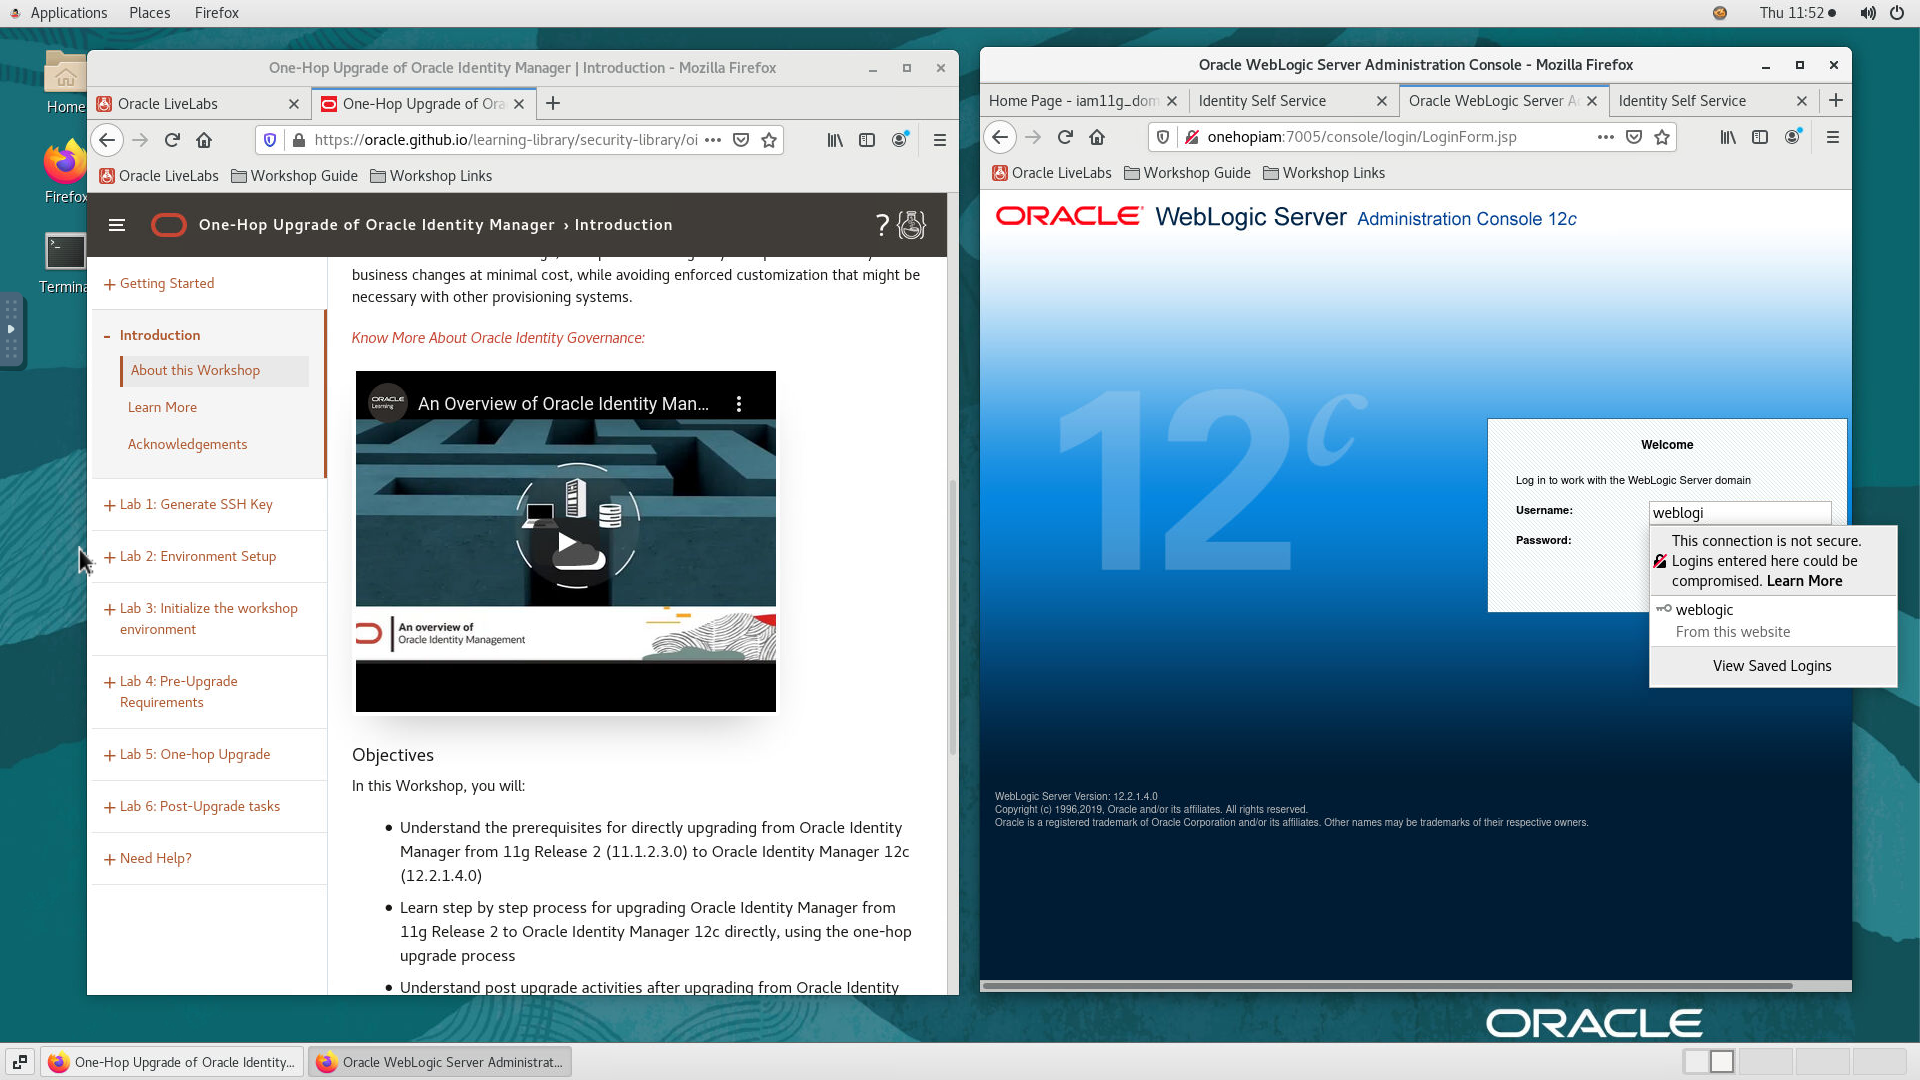 Applications Places Firefox
Thu 11:52
Home
Firefox
Termina
One-Hop Upgrade of Oracle Identity Manager | Introduction - Mozilla Firefox
Oracle LiveLabs
One-Hop Upgrade of Ora
https://oracle.github.io/learning-library/security-library/oi
Oracle LiveLabs Workshop Guide Workshop Links
One-Hop Upgrade of Oracle Identity Manager › Introduction
?
+ Getting Started
- Introduction
About this Workshop
Learn More
Acknowledgements
+ Lab 1: Generate SSH Key
+ Lab 2: Environment Setup
+ Lab 3: Initialize the workshop
environment
+ Lab 4: Pre-Upgrade
Requirements
+ Lab 5: One-hop Upgrade
+ Lab 6: Post-Upgrade tasks
+ Need Help?
business changes at minimal cost, while avoiding enforced customization that might be
necessary with other provisioning systems.
Know More About Oracle Identity Governance:
ORACLE
Learning
An Overview of Oracle Identity Man...
An overview of
Oracle Identity Management
Objectives
In this Workshop, you will:
• Understand the prerequisites for directly upgrading from Oracle Identity
Manager from 11g Release 2 (11.1.2.3.0) to Oracle Identity Manager 12c
(12.2.1.4.0)
• Learn step by step process for upgrading Oracle Identity Manager from
11g Release 2 to Oracle Identity Manager 12c directly, using the one-hop
upgrade process
• Understand post upgrade activities after upgrading from Oracle Identity
Oracle WebLogic Server Administration Console - Mozilla Firefox
Home Page - iam11g_dom
Identity Self Service
Oracle WebLogic Server Ac
Identity Self Service
onehopiam:7005/console/login/LoginForm.jsp
Oracle LiveLabs Workshop Guide Workshop Links
ORACLE WebLogic Server Administration Console 12c
12c
Welcome
Log in to work with the WebLogic Server domain
Username:
weblogi
Password:
This connection is not secure.
Logins entered here could be
compromised. Learn More
weblogic
From this website
View Saved Logins
WebLogic Server Version: 12.2.1.4.0
Copyright (c) 1996,2019, Oracle and/or its affiliates. All rights reserved.
Oracle is a registered trademark of Oracle Corporation and/or its affiliates. Other names may be trademarks of their respective owners.
ORACLE
One-Hop Upgrade of Oracle Identity...
Oracle WebLogic Server Administrat...